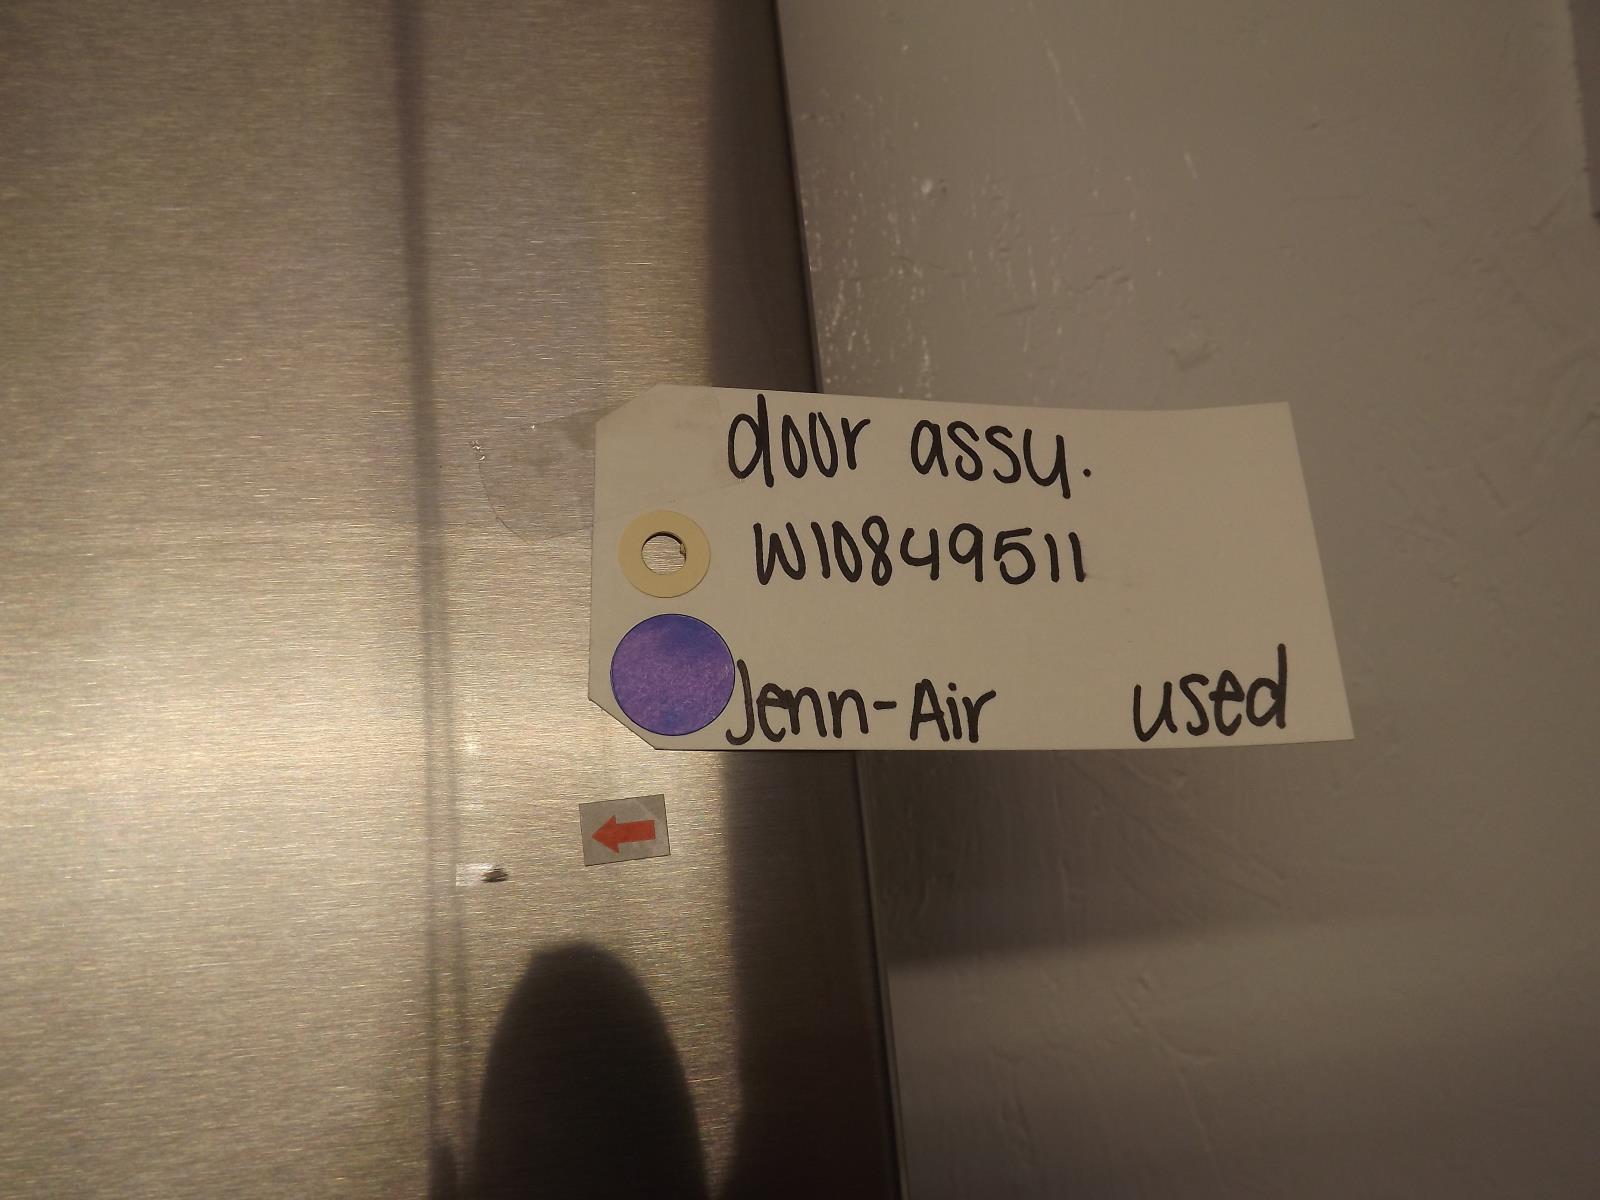 door assy.
W10849511
Jenn-Air used